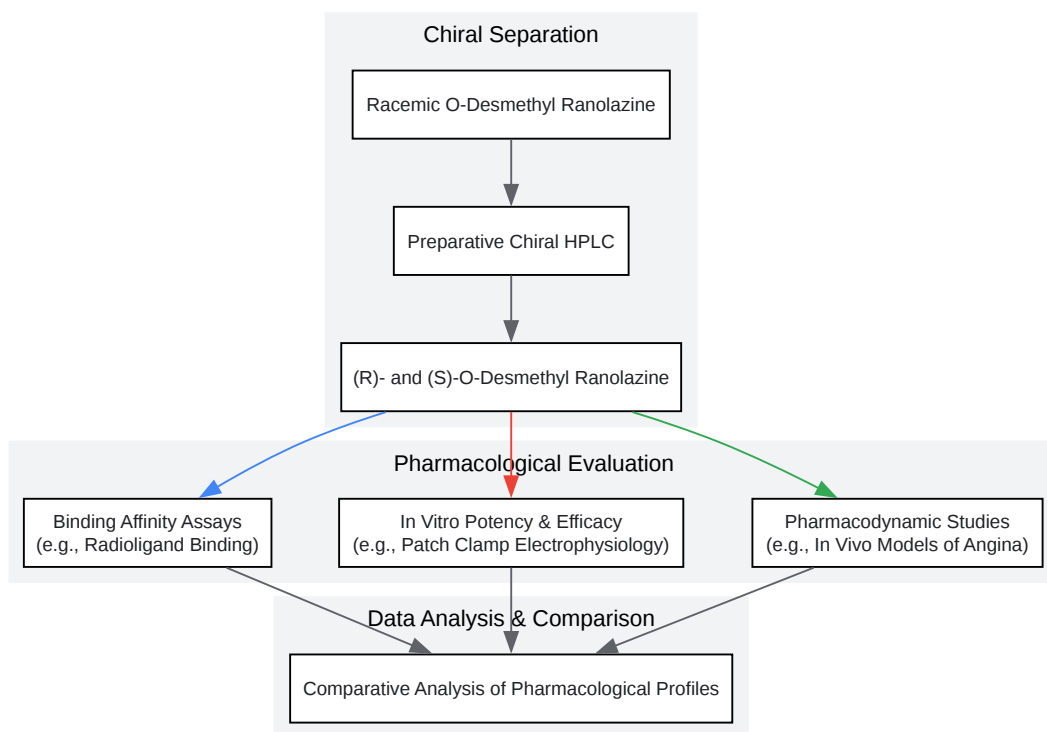 Chiral Separation
Racemic O-Desmethyl Ranolazine
Preparative Chiral HPLC
(R)- and (S)-O-Desmethyl Ranolazine
Pharmacological Evaluation
Binding Affinity Assays
(e.g., Radioligand Binding)
In Vitro Potency & Efficacy
(e.g., Patch Clamp Electrophysiology)
Pharmacodynamic Studies
(e.g., In Vivo Models of Angina)
Data Analysis & Comparison
Comparative Analysis of Pharmacological Profiles